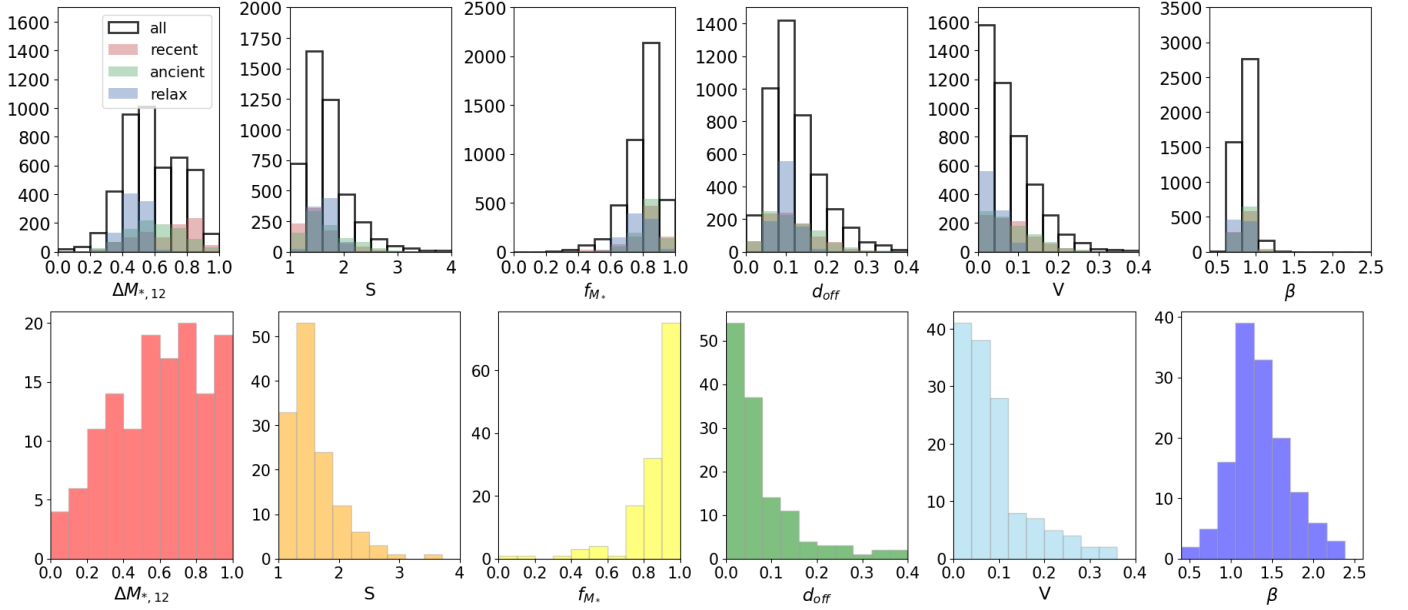 1600
1400
1200
1000
800
600
400
200
0
0.0 0.2 0.4 0.6 0.8 1.0
ΔM*,12
all
recent
ancient
relax
2000
1750
1500
1250
1000
750
500
250
0
1 2 3 4
S
2500
2000
1500
1000
500
0
0.0 0.2 0.4 0.6 0.8 1.0
fM*
1400
1200
1000
800
600
400
200
0
0.0 0.1 0.2 0.3 0.4
doff
1600
1400
1200
1000
800
600
400
200
0
0.0 0.1 0.2 0.3 0.4
V
3500
3000
2500
2000
1500
1000
500
0
0.5 1.0 1.5 2.0 2.5
β
20
15
10
5
0
0.0 0.2 0.4 0.6 0.8 1.0
ΔM*,12
50
40
30
20
10
0
1 2 3 4
S
60
40
20
0
0.0 0.2 0.4 0.6 0.8 1.0
fM*
50
40
30
20
10
0
0.0 0.1 0.2 0.3 0.4
doff
40
30
20
10
0
0.0 0.1 0.2 0.3 0.4
V
40
30
20
10
0
0.5 1.0 1.5 2.0 2.5
β